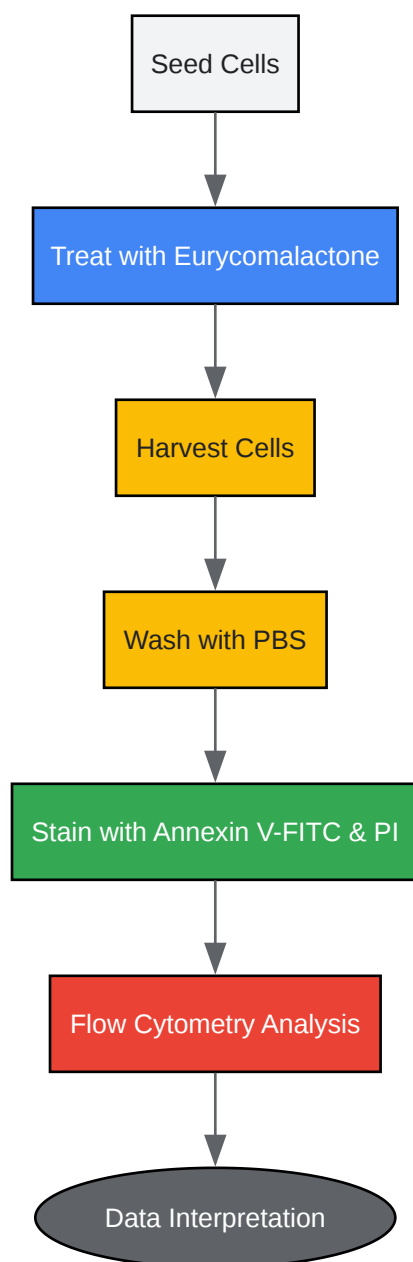 Seed Cells
Treat with Eurycomalactone
Harvest Cells
Wash with PBS
Stain with Annexin V-FITC & PI
Flow Cytometry Analysis
Data Interpretation